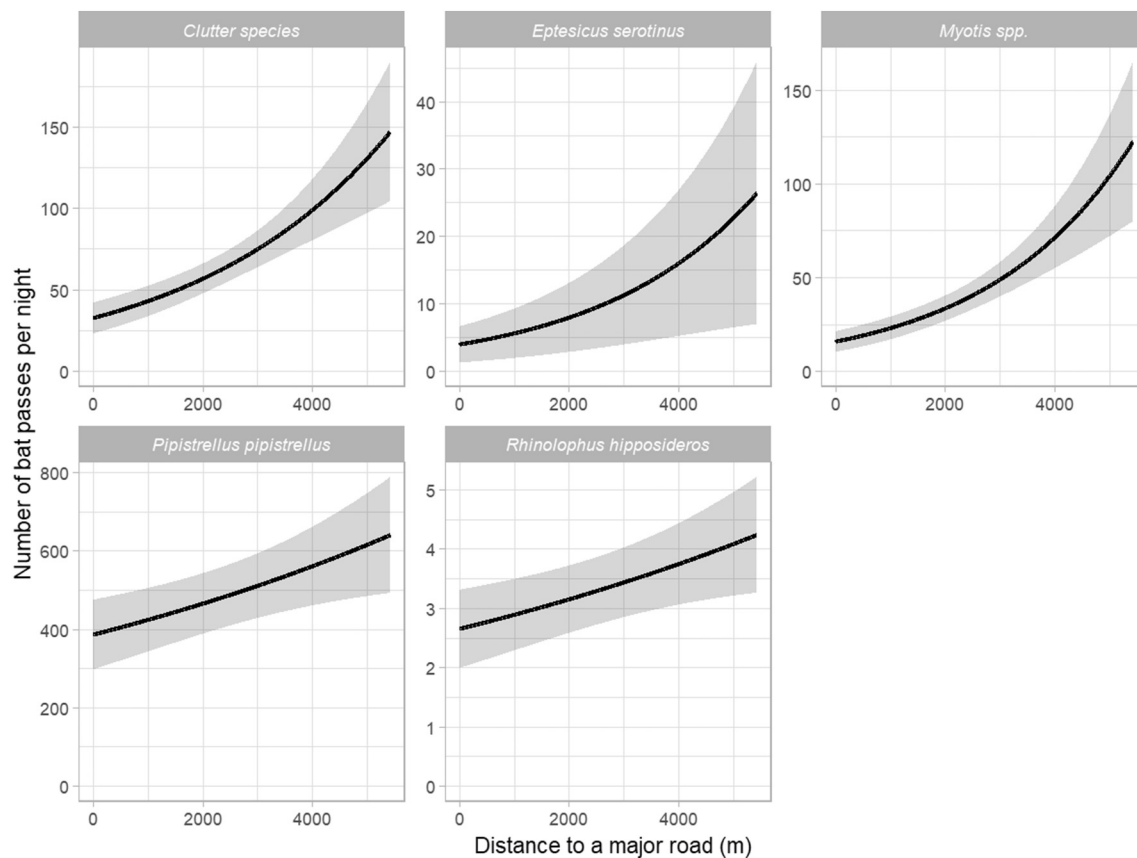 Clutter species
Eptesicus serotinus
Myotis spp.
150
100
50
0
40
30
20
10
0
150
100
50
0
0 2000 4000
0 2000 4000
0 2000 4000
Number of bat passes per night
Pipistrellus pipistrellus
Rhinolophus hipposideros
800
600
400
200
0
5
4
3
2
1
0
0 2000 4000
0 2000 4000
Distance to a major road (m)